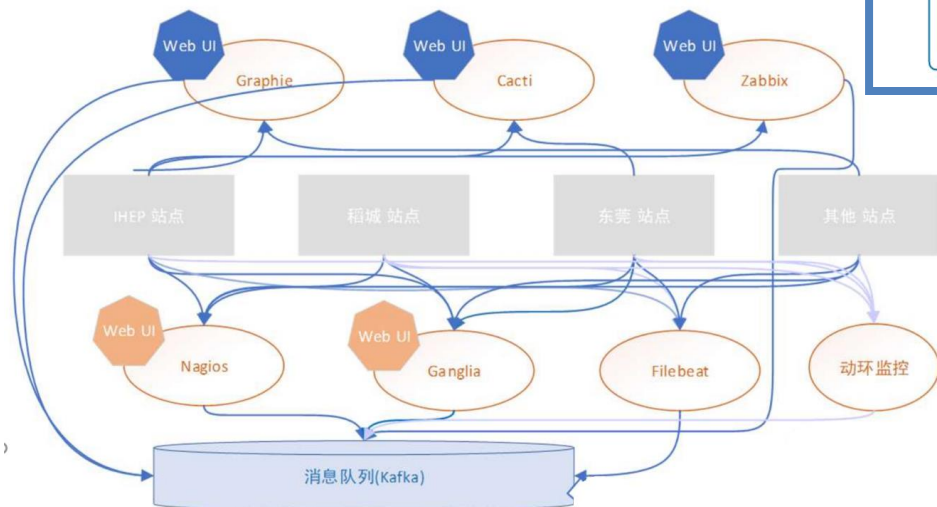 Web UI
Graphie
Web UI
Cacti
Web UI
Zabbix
IHEP 站点
稻城 站点
东莞 站点
其他 站点
Web UI
Nagios
Web UI
Ganglia
Filebeat
动环监控
消息队列(Kafka)